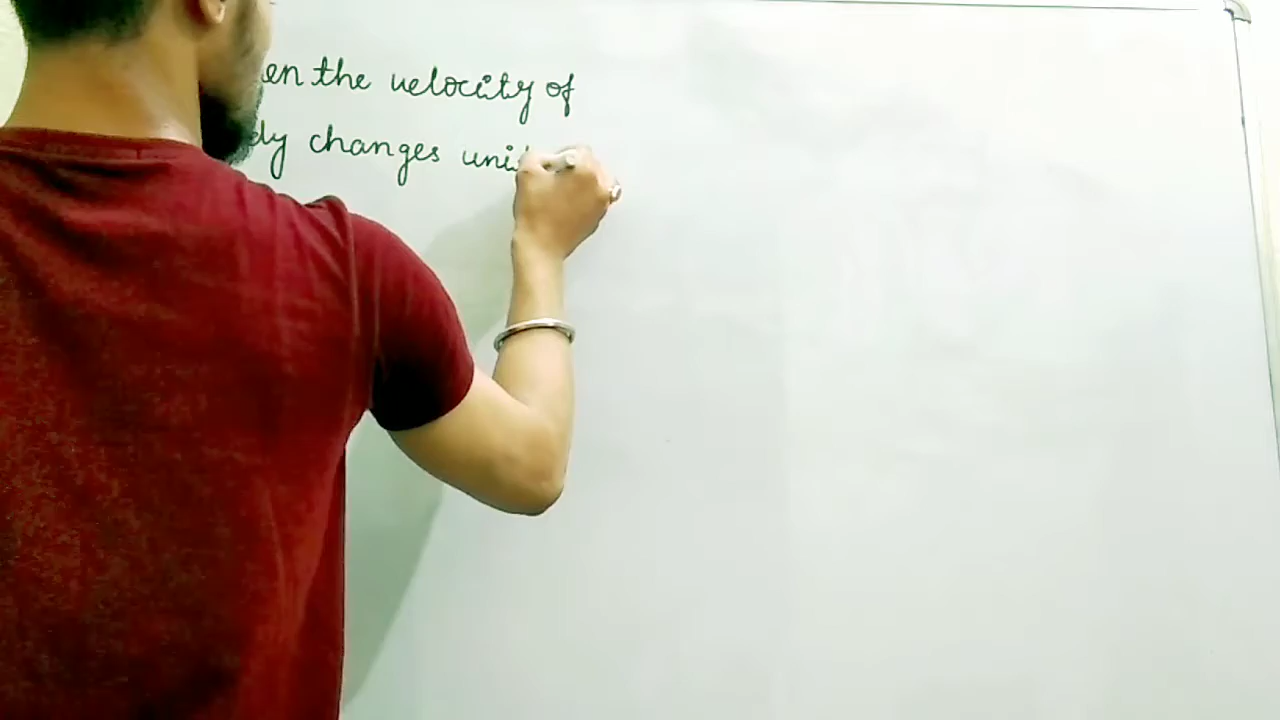 en the velocity of
dy changes uni